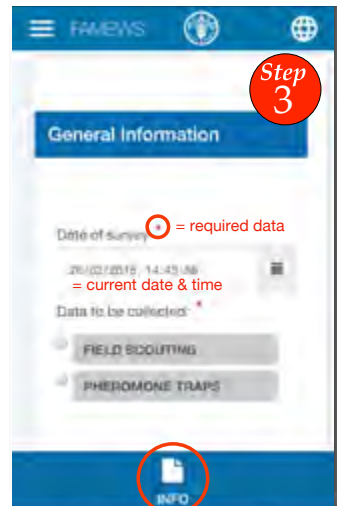 FAMEWS
Step
3
General Information
Date of survey * = required data
= current date & time
Data to be collected *
FIELD SCOUTING
PHEROMONE TRAPS
INFO